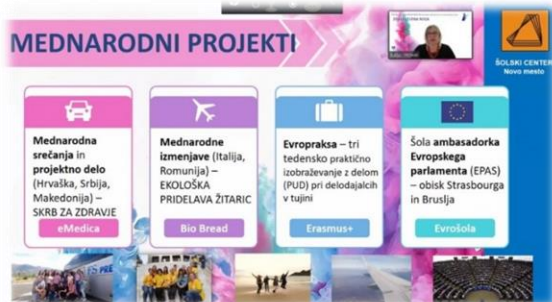 MEDNARODNI PROJEKTI
ŠOLSKI CENTER
Novo mesto
Mednarodna
srečanja in
projektno delo
(Hrvaška, Srbija,
Makedonija) –
SKRB ZA ZDRAVJE
eMedica
Mednarodne
izmenjave (Italija,
Romunija) –
EKOLOŠKA
PRIDELAVA ŽITARIC
Bio Bread
Evropraksa – tri
tedensko praktično
izobraževanje z delom
(PUD) pri delodajalcih
v tujini
Erasmus+
Šola ambasadorka
Evropskega
parlamenta (EPAS)
– obisk Strasbourga
in Bruslja
Evrošola